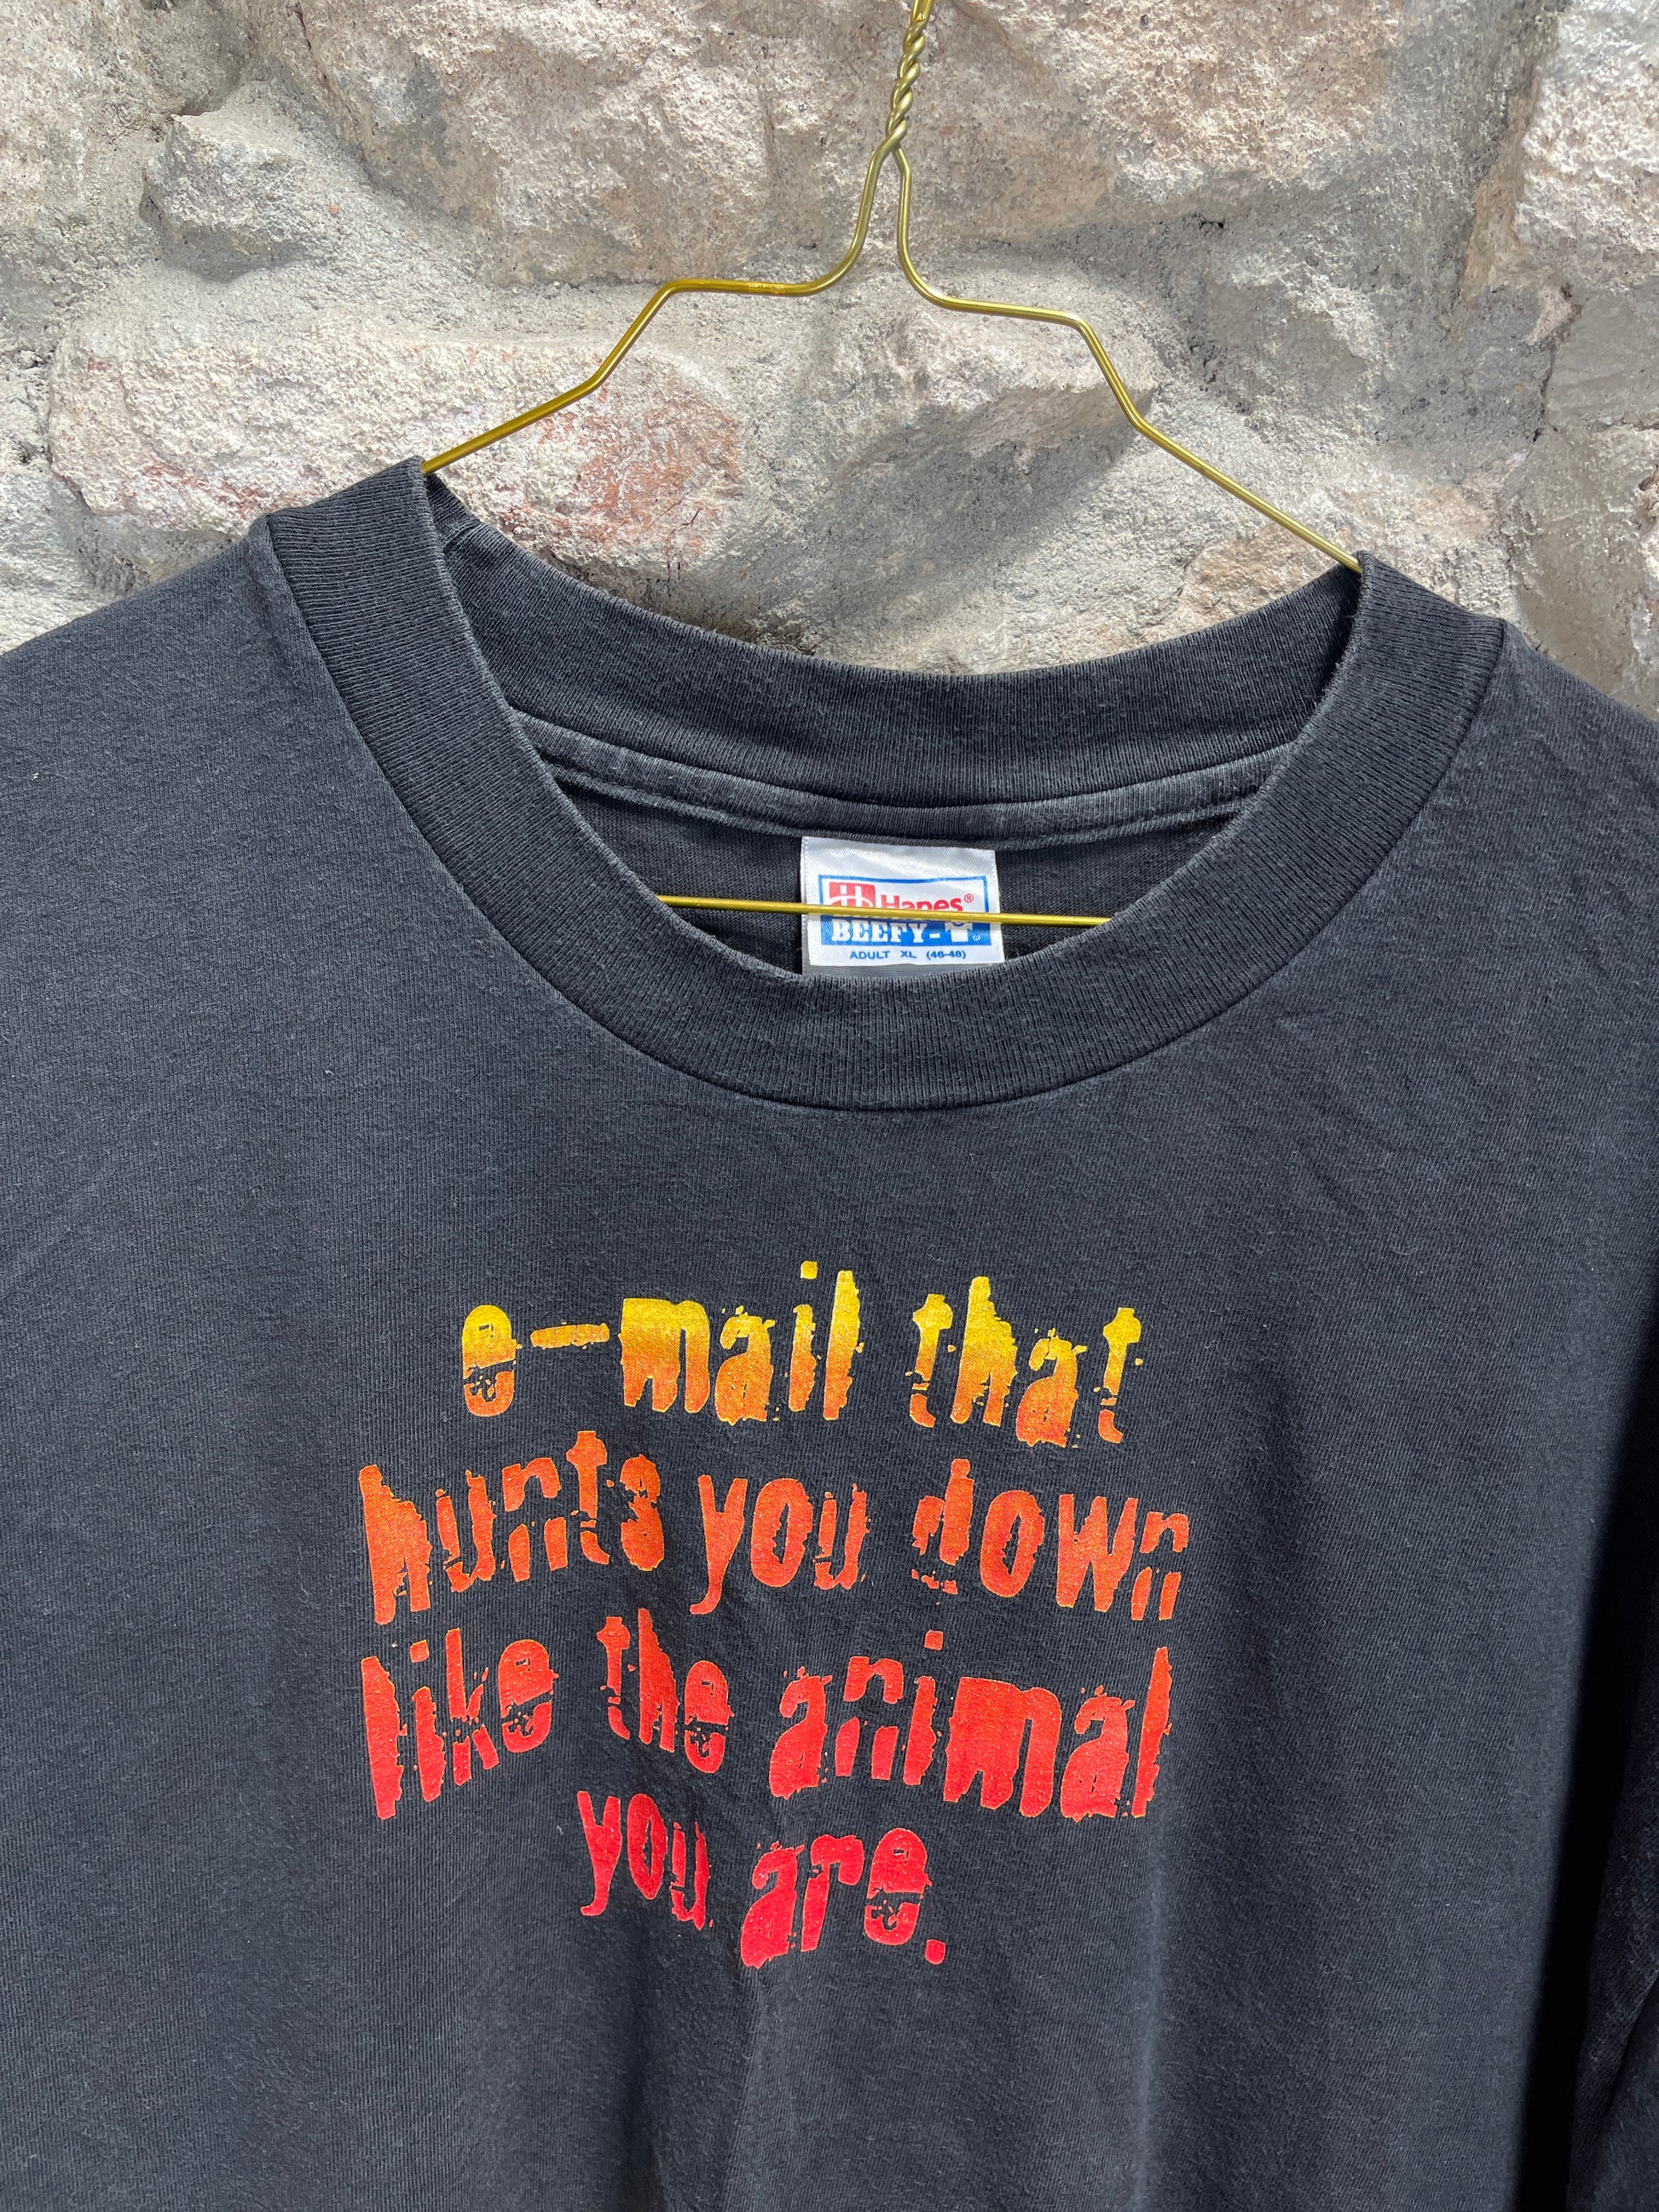 Hanes®
BEEFY-T®
ADULT XL (46-48)
e-mail that
hunts you down
like the animal
you are.